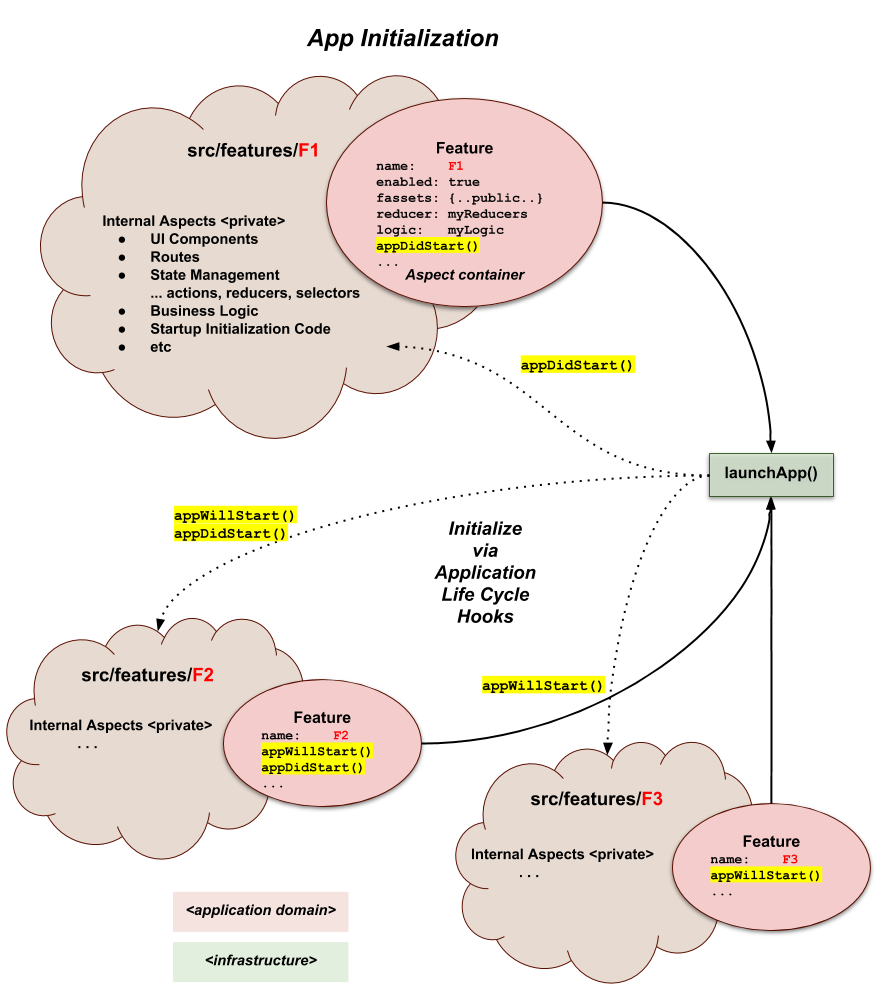 App Initialization
src/features/F1
Feature
name: F1
enabled: true
fassets: {..public..}
reducer: myReducers
logic: myLogic
appDidStart()
...
Aspect container
Internal Aspects <private>
● UI Components
● Routes
● State Management
... actions, reducers, selectors
● Business Logic
● Startup Initialization Code
● etc
appDidStart()
launchApp()
appWillStart()
appDidStart()
Initialize
via
Application
Life Cycle
Hooks
src/features/F2
Internal Aspects <private>
...
Feature
name: F2
appWillStart()
appDidStart()
...
appWillStart()
src/features/F3
Internal Aspects <private>
...
Feature
name: F3
appWillStart()
...
<application domain>
<infrastructure>